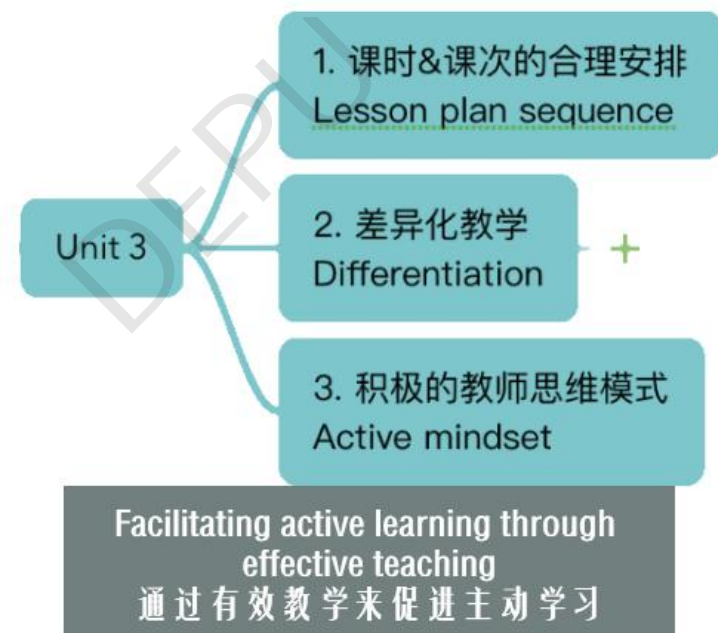 1. 课时&课次的合理安排
Lesson plan sequence
Unit 3
2. 差异化教学
Differentiation
3. 积极的教师思维模式
Active mindset
Facilitating active learning through
effective teaching
通过有效教学来促进主动学习
DEPU